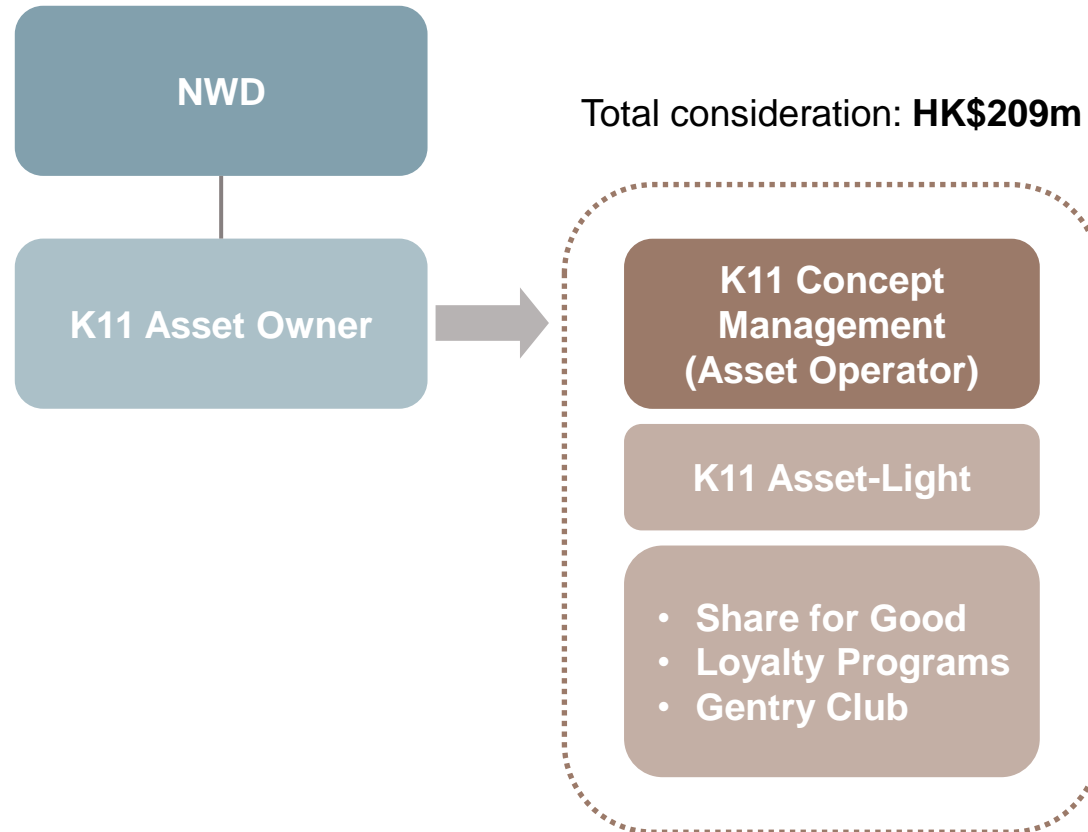 NWD
Total consideration: HK$209m
K11 Asset Owner
K11 Concept
Management
(Asset Operator)
K11 Asset-Light
• Share for Good
• Loyalty Programs
• Gentry Club